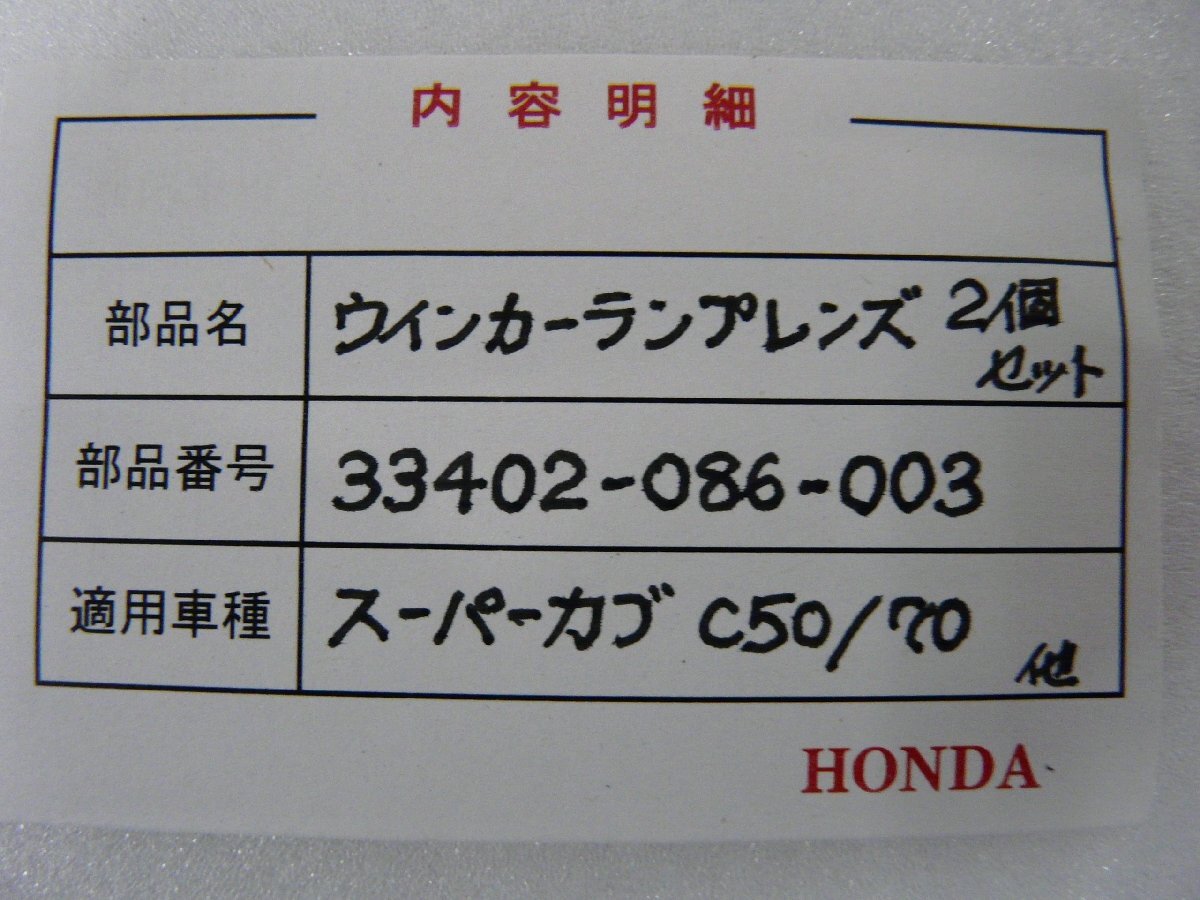 内容明細
部品名 ウインカーランプレンズ 2個
セット
部品番号 33402-086-003
適用車種 スーパーカブ C50/70
他
HONDA